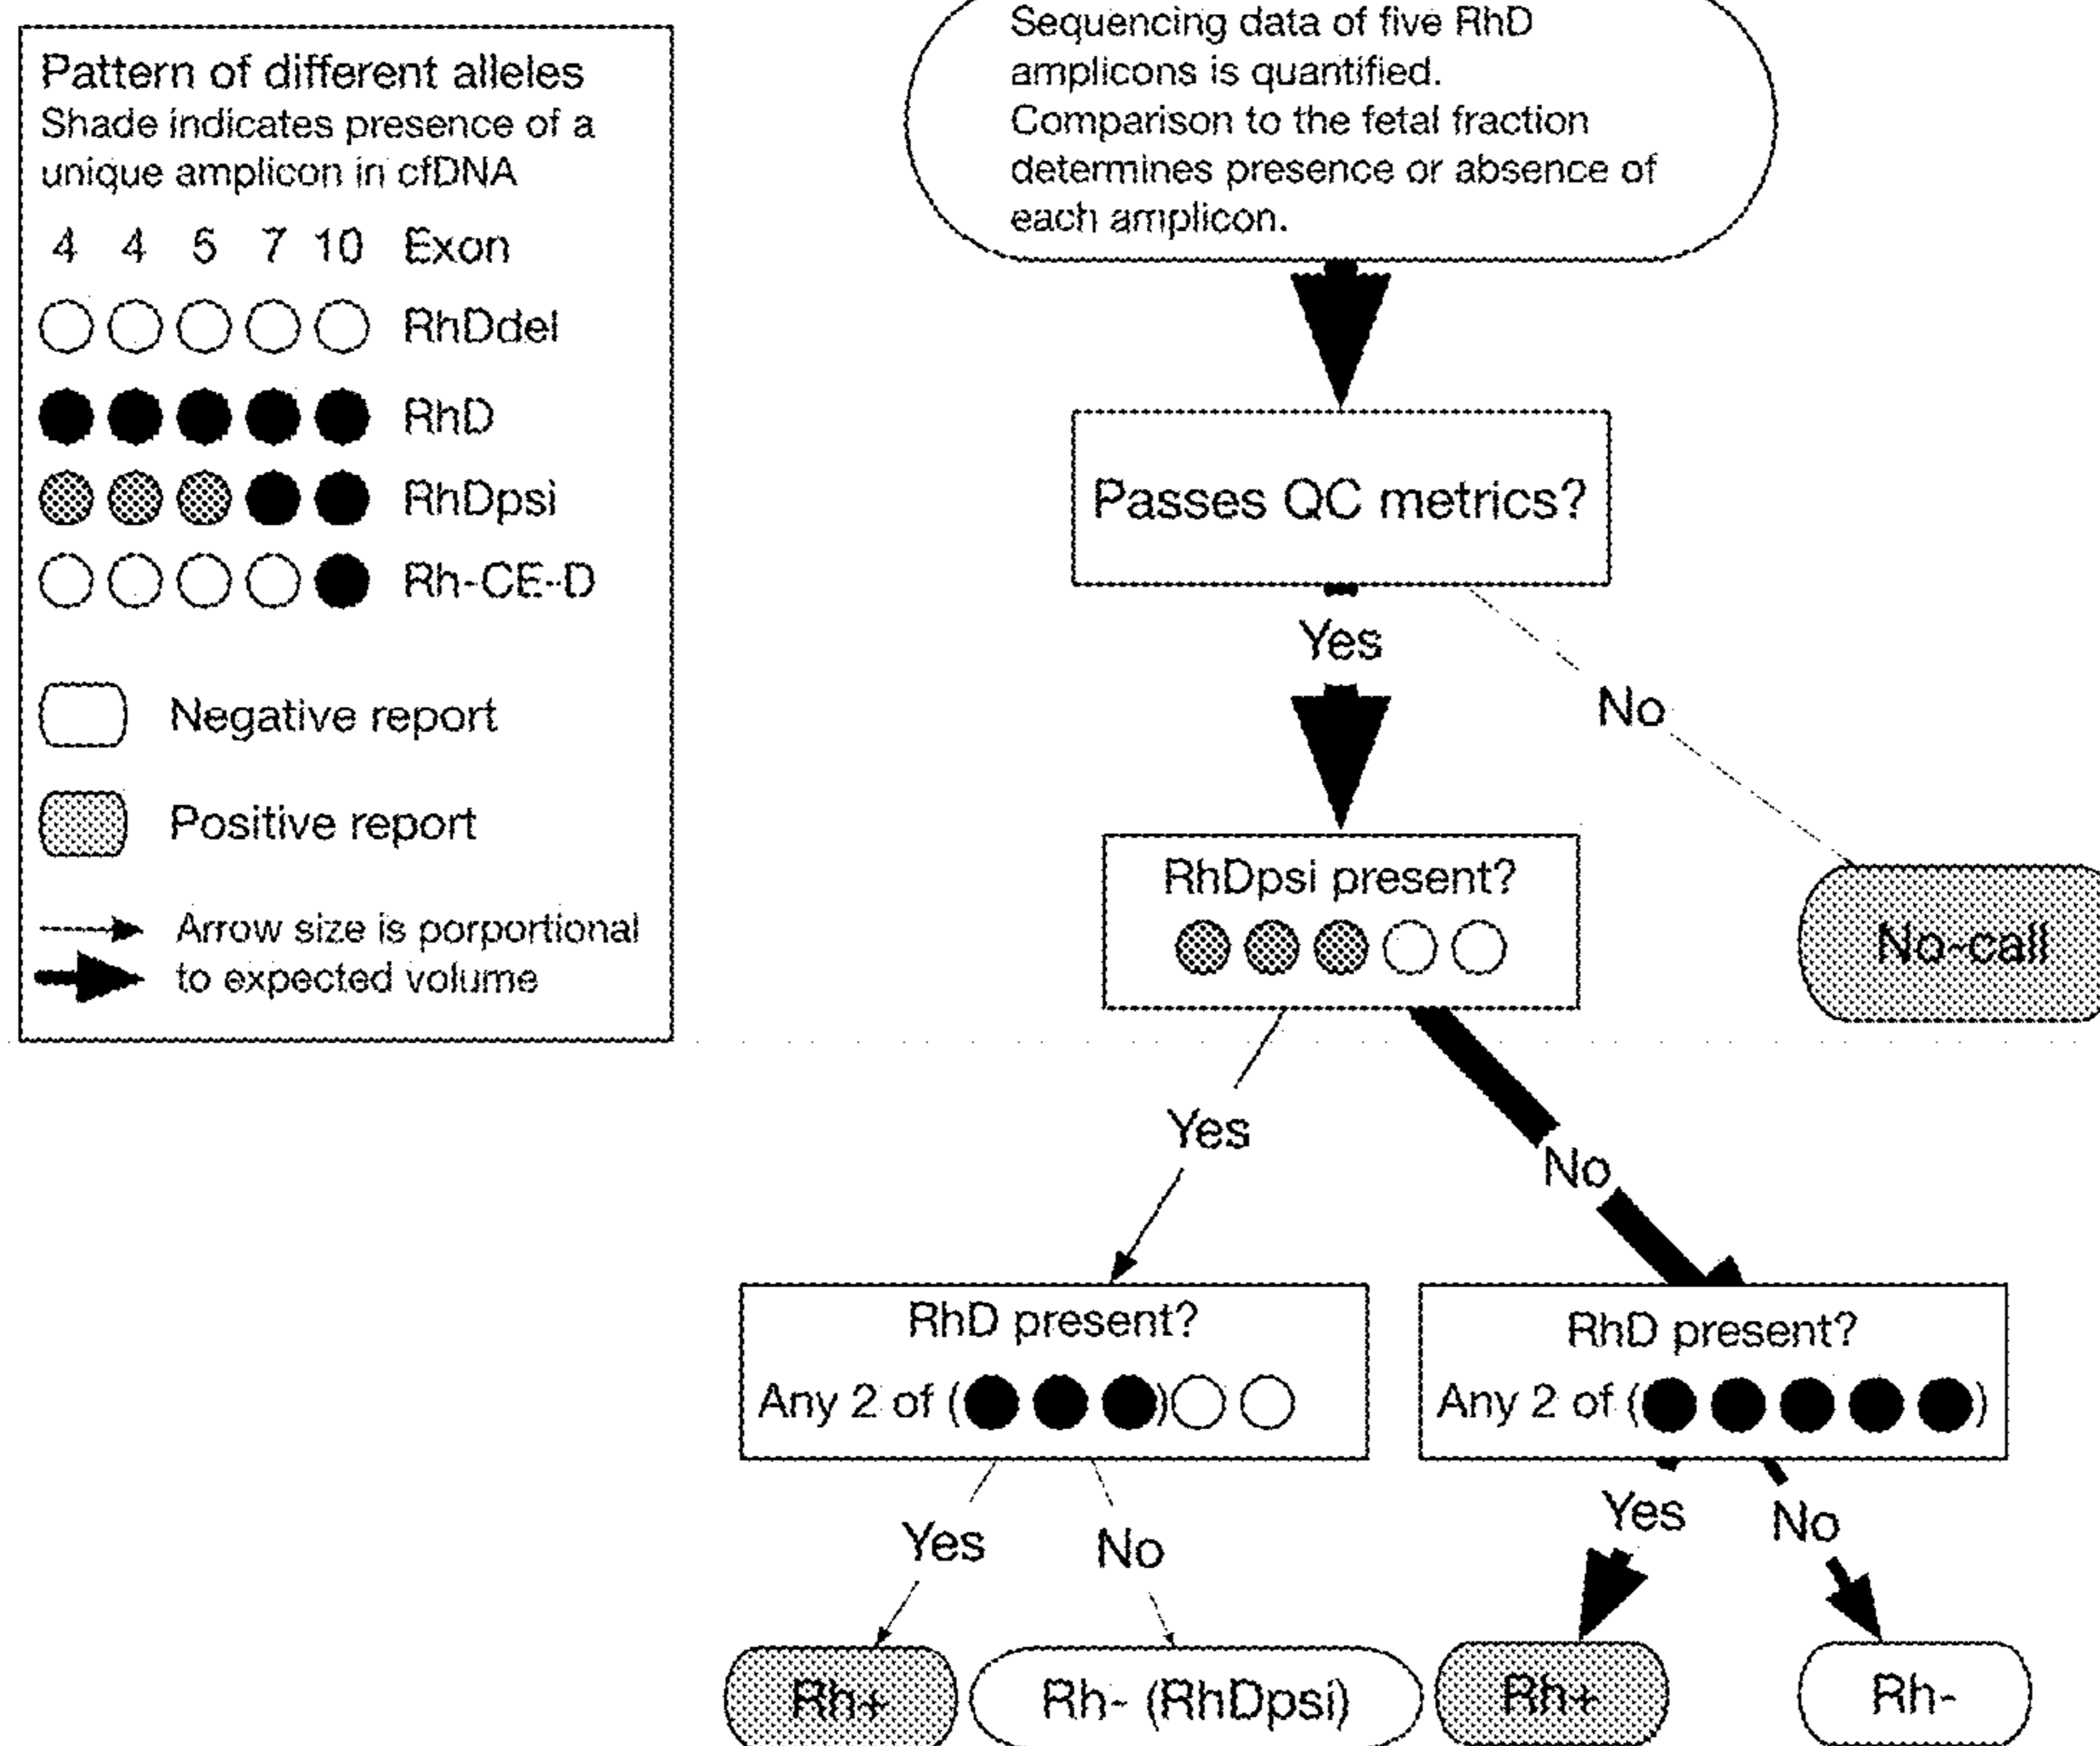 Pattern of different alleles
Shade indicates presence of a
unique amplicon in cfDNA
4 4 5 7 10 Exon
RhDdel
RhD
RhDpsi
Rh-CE-D
Negative report
Positive report
Arrow size is porportional
to expected volume
Sequencing data of five RhD
amplicons is quantified.
Comparison to the fetal fraction
determines presence or absence of
each amplicon.
Passes QC metrics?
Yes
No
RhDpsi present?
No-call
Yes
No
RhD present?
Any 2 of ( )
RhD present?
Any 2 of ( )
Yes
No
Yes
No
Rh+
Rh- (RhDpsi)
Rh+
Rh-